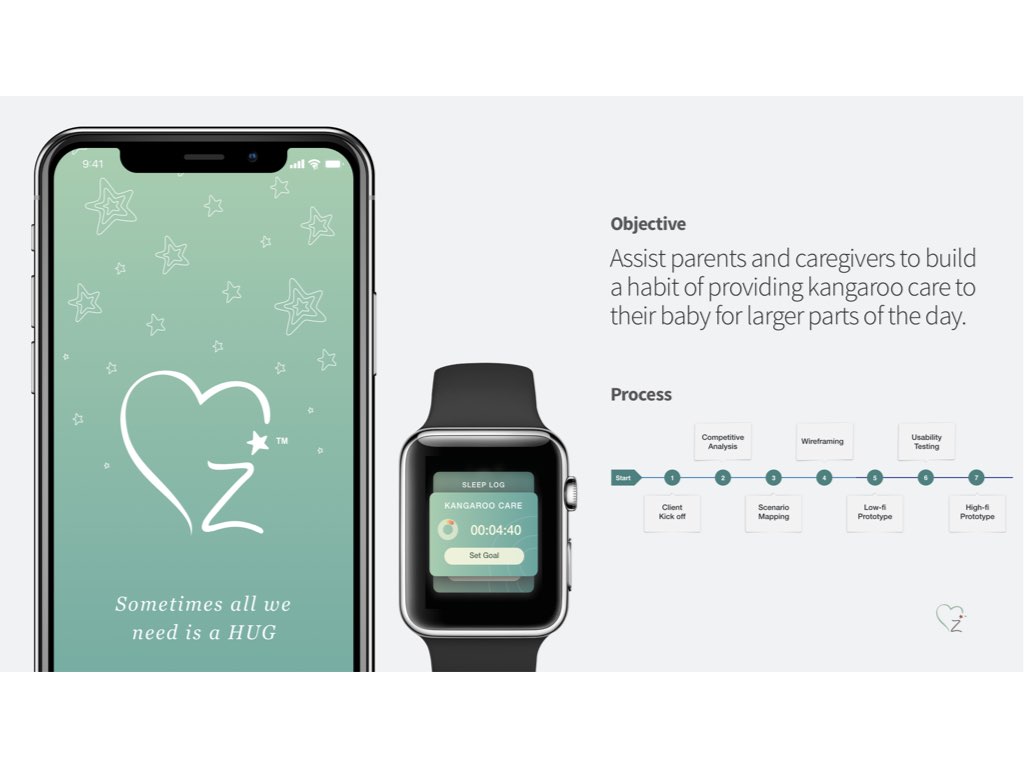 9:41
TM
Z
Sometimes all we
need is a HUG
SLEEP LOG
KANGAROO CARE
00:04:40
Set Goal
Objective
Assist parents and caregivers to build
a habit of providing kangaroo care to
their baby for larger parts of the day.
Process
Competitive
Analysis
Wireframing
Usability
Testing
Start
1
2
3
4
5
6
7
Client
Kick off
Scenario
Mapping
Low-fi
Prototype
High-fi
Prototype
Z